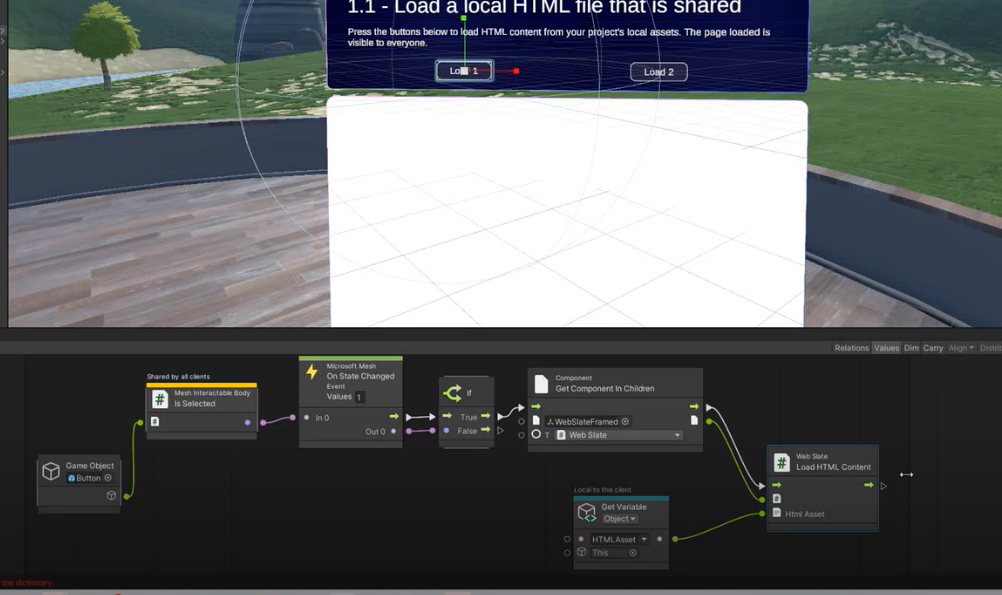 1.1 - Load a local HTML file that is shared
Press the buttons below to load HTML content from your project's local assets. The page loaded is
visible to everyone.
Load 2
Relations Values Dim Carry Align
Shared by all clients
Mesh Interactable Body
Is Selected
Microsoft.Mesh
On State Changed
Event
Values 1
In 0
Out 0
If
True
False
Component
Get Component In Children
WebSlateFramed
T Web Slate
Game Object
Button
Web Slate
Load HTML Content
Html Asset
Local to this client
Get Variable
Object
HTMLAsset
This
the dictionary.